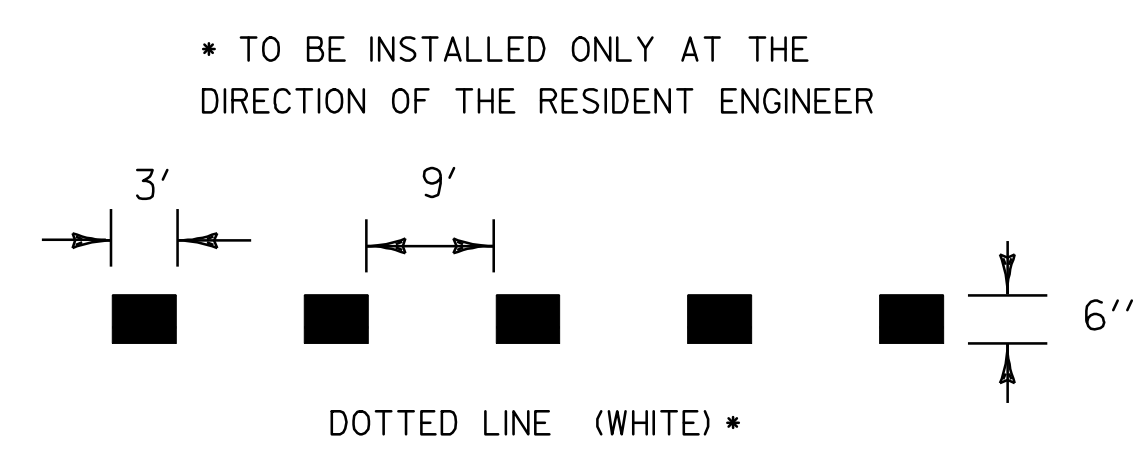 * TO BE INSTALLED ONLY AT THE
DIRECTION OF THE RESIDENT ENGINEER
3'
9'
6''
DOTTED LINE (WHITE) *